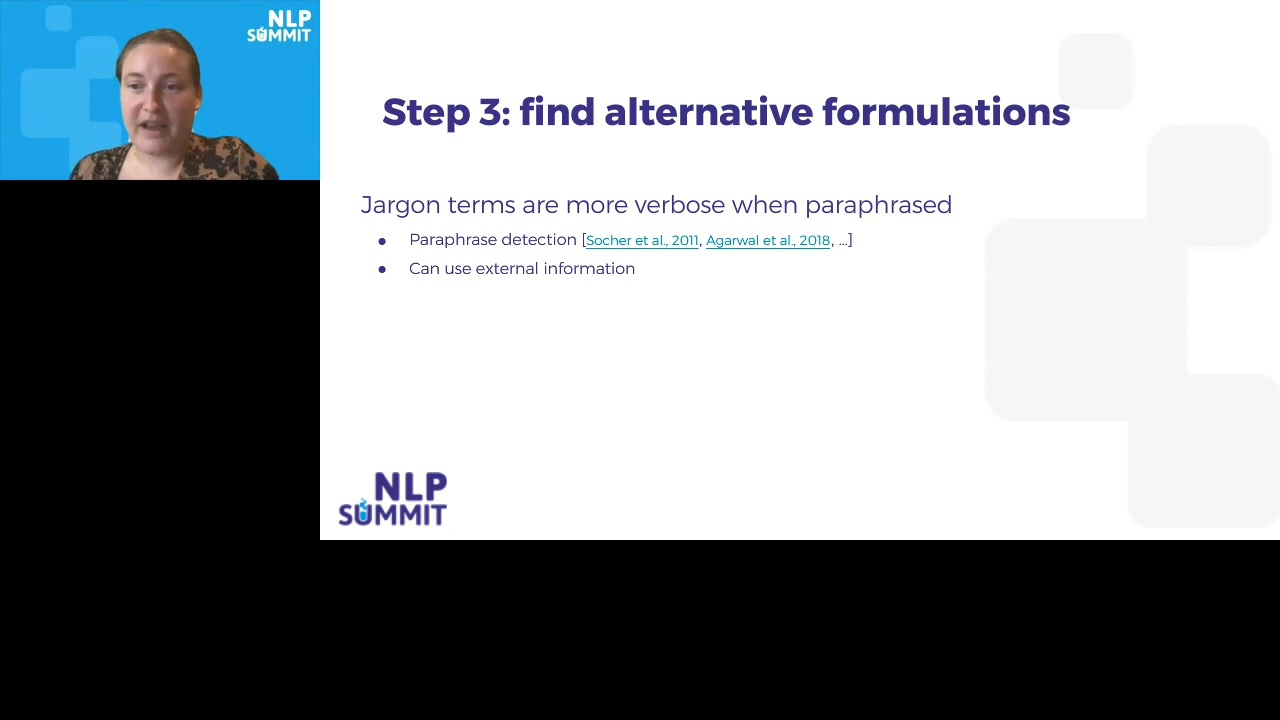 NLP
SUMMIT
Step 3: find alternative formulations
Jargon terms are more verbose when paraphrased
● Paraphrase detection [Socher et al., 2011, Agarwal et al., 2018, ...]
● Can use external information
NLP
SUMMIT